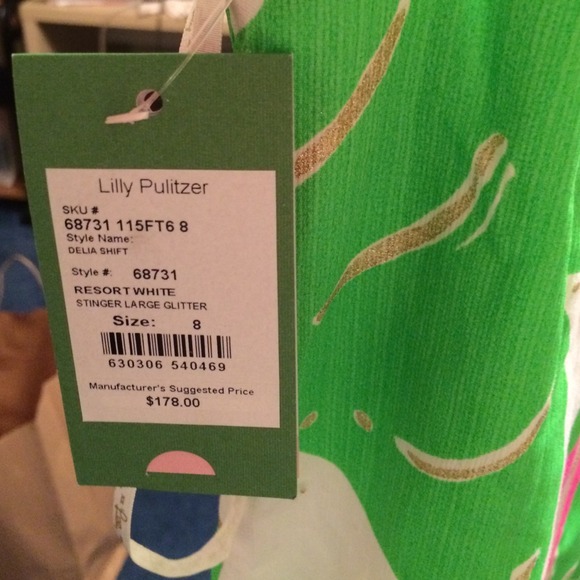 Lilly Pulitzer
SKU #
68731 115FT6 8
Style Name:
DELIA SHIFT
Style #: 68731
RESORT WHITE
STINGER LARGE GLITTER
Size: 8
630306 540469
Manufacturer's Suggested Price
$178.00